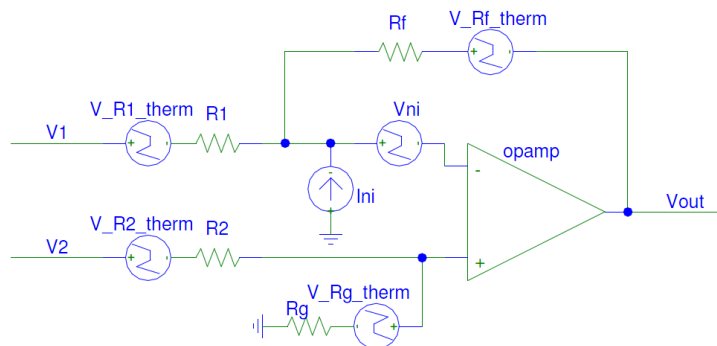 Rf
V_Rf_therm
V_R1_therm
R1
Vni
V1
opamp
Ini
V_R2_therm
R2
V2
Vout
V_Rg_therm
Rg